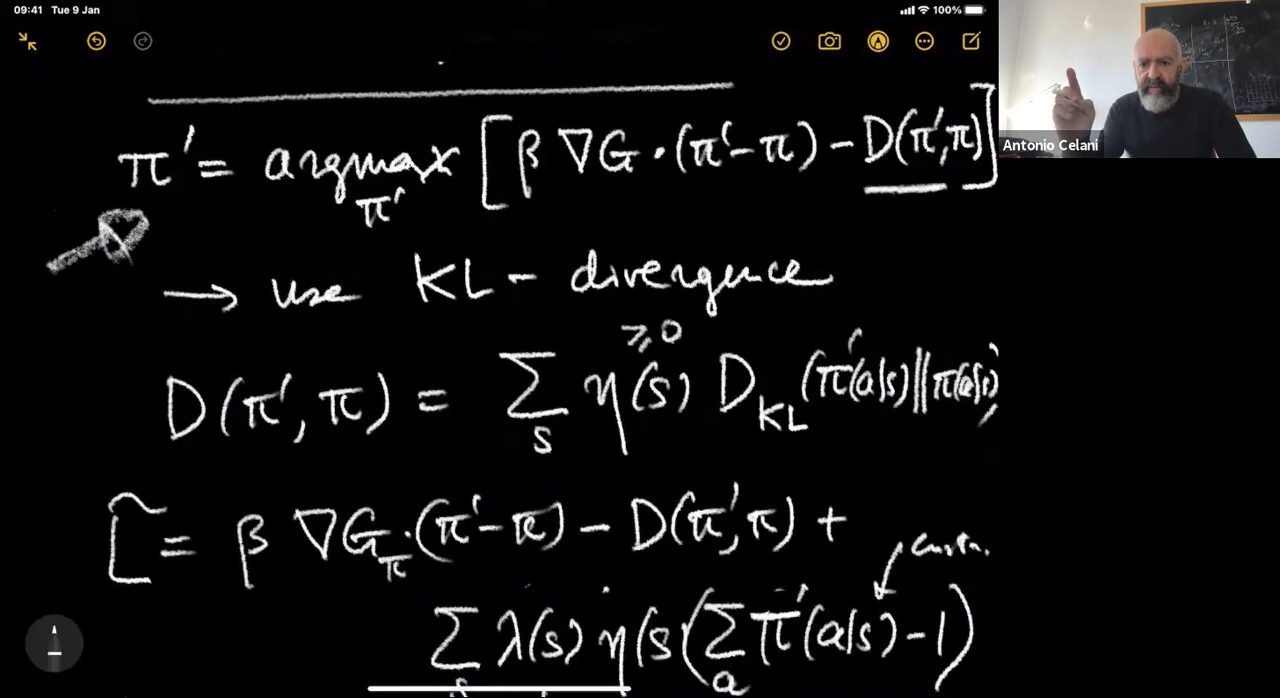 09:41 Tue 9 Jan
100%
Antonio Celani
π' = argmax [β ∇G · (π' - π) - D(π', π)]
π'
→ use KL - divergence
≥ 0
D(π', π) = Σ η(s) D_KL (π'(a|s) || π(a|s))
s
L̃ = β ∇G_π · (π' - π) - D(π', π) +
Σ λ(s) η(s (Σ π'(a|s) - 1)
s a